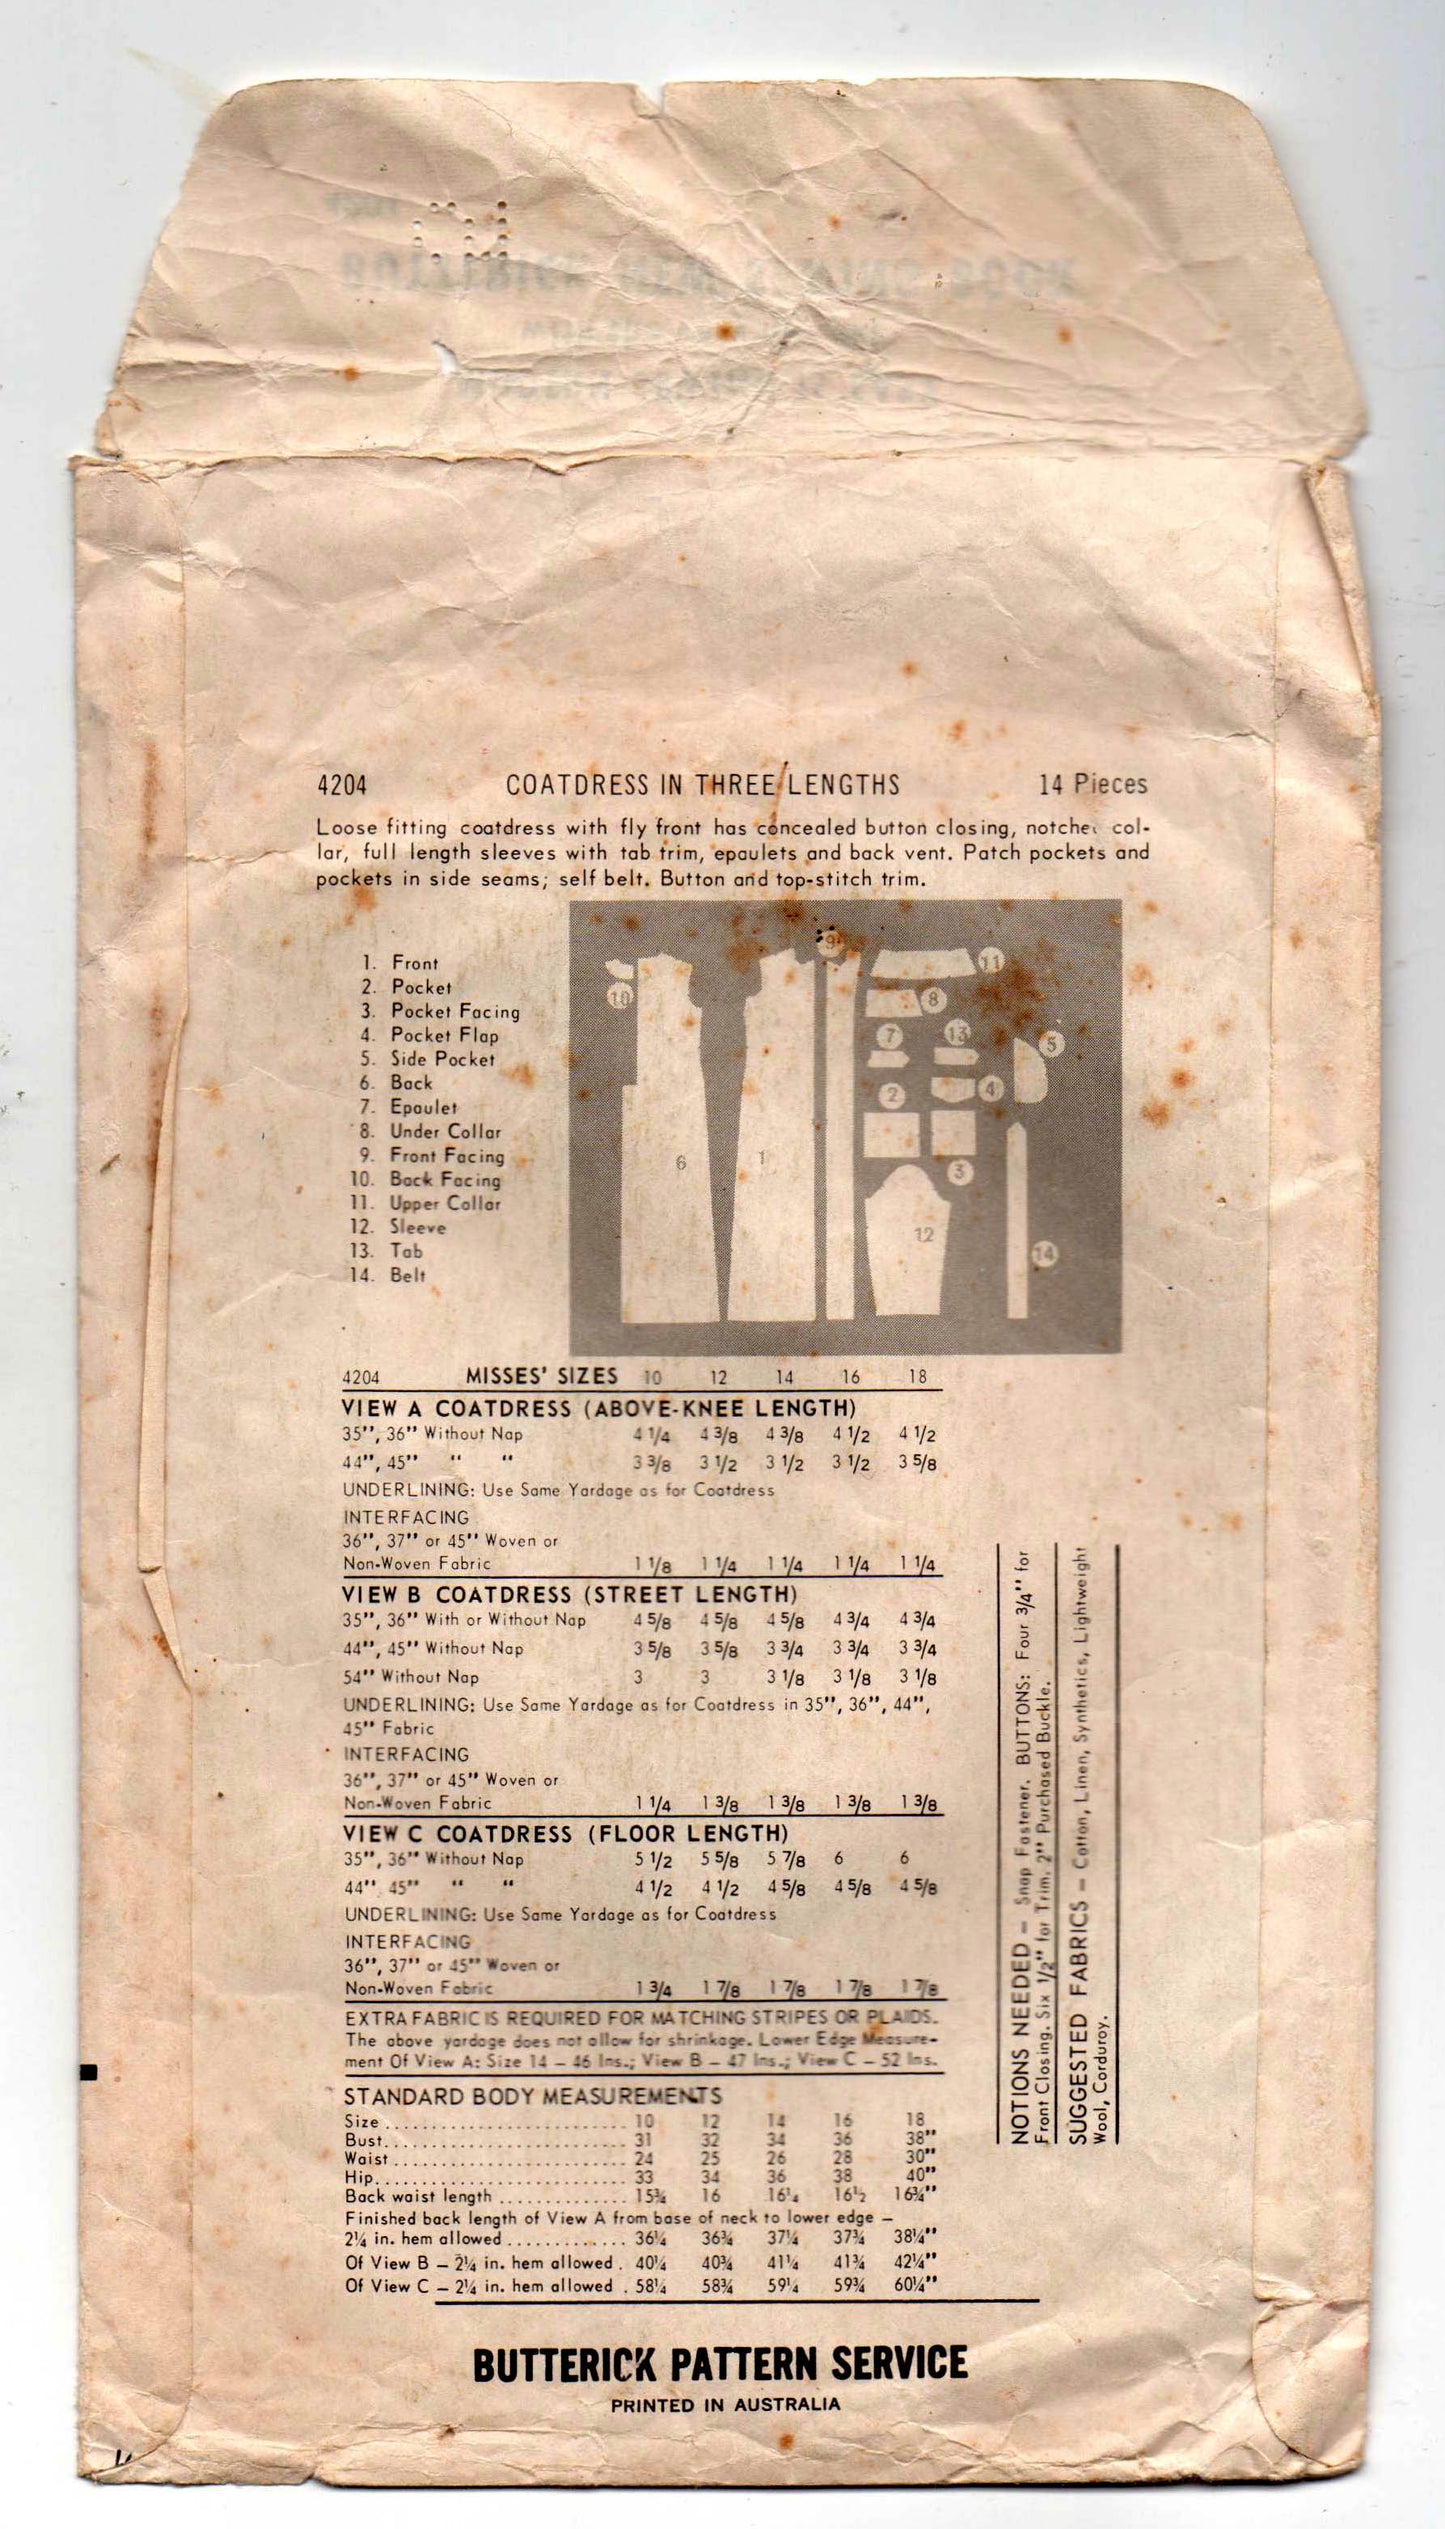 4204 COATDRESS IN THREE LENGTHS 14 Pieces
Loose fitting coatdress with fly front has concealed button closing, notche col-
lar, full length sleeves with tab trim, epaulets and back vent. Patch pockets and
pockets in side seams; self belt. Button and top-stitch trim.
1. Front
2. Pocket
3. Pocket Facing
4. Pocket Flap
5. Side Pocket
6. Back
7. Epaulet
8. Under Collar
9. Front Facing
10. Back Facing
11. Upper Collar
12. Sleeve
13. Tab
14. Belt
9
11
10
8
7
13
5
2
4
6
1
3
12
14
4204 MISSES' SIZES 10 12 14 16 18
VIEW A COATDRESS (ABOVE-KNEE LENGTH)
35", 36" Without Nap 4 1/4 4 3/8 4 3/8 4 1/2 4 1/2
44", 45" " " 3 3/8 3 1/2 3 1/2 3 1/2 3 5/8
UNDERLINING: Use Same Yardage as for Coatdress
INTERFACING
36", 37" or 45" Woven or
Non-Woven Fabric 1 1/8 1 1/4 1 1/4 1 1/4 1 1/4
VIEW B COATDRESS (STREET LENGTH)
35", 36" With or Without Nap 4 5/8 4 5/8 4 5/8 4 3/4 4 3/4
44", 45" Without Nap 3 5/8 3 5/8 3 3/4 3 3/4 3 3/4
54" Without Nap 3 3 3 1/8 3 1/8 3 1/8
UNDERLINING: Use Same Yardage as for Coatdress in 35", 36", 44",
45" Fabric
INTERFACING
36", 37" or 45" Woven or
Non-Woven Fabric 1 1/4 1 3/8 1 3/8 1 3/8 1 3/8
VIEW C COATDRESS (FLOOR LENGTH)
35", 36" Without Nap 5 1/2 5 5/8 5 7/8 6 6
44", 45" " " 4 1/2 4 1/2 4 5/8 4 5/8 4 5/8
UNDERLINING: Use Same Yardage as for Coatdress
INTERFACING
36", 37" or 45" Woven or
Non-Woven Fabric 1 3/4 1 7/8 1 7/8 1 7/8 1 7/8
EXTRA FABRIC IS REQUIRED FOR MATCHING STRIPES OR PLAIDS.
The above yardage does not allow for shrinkage. Lower Edge Measure-
ment Of View A: Size 14 – 46 Ins.; View B – 47 Ins.; View C – 52 Ins.
STANDARD BODY MEASUREMENTS
Size .......................... 10 12 14 16 18
Bust .......................... 31 32 34 36 38"
Waist ......................... 24 25 26 28 30"
Hip ........................... 33 34 36 38 40"
Back waist length .............. 15¾ 16 16¼ 16½ 16¾"
Finished back length of View A from base of neck to lower edge –
2¼ in. hem allowed ............. 36¼ 36¾ 37¼ 37¾ 38¼"
Of View B – 2¼ in. hem allowed . 40¼ 40¾ 41¼ 41¾ 42¼"
Of View C – 2¼ in. hem allowed . 58¼ 58¾ 59¼ 59¾ 60¼"
NOTIONS NEEDED – Snap Fastener. BUTTONS: Four 3/4" for
Front Closing. Six 1/2" for Trim. 2" Purchased Buckle.
SUGGESTED FABRICS – Cotton, Linen, Synthetics, Lightweight
Wool, Corduroy.
BUTTERICK PATTERN SERVICE
PRINTED IN AUSTRALIA